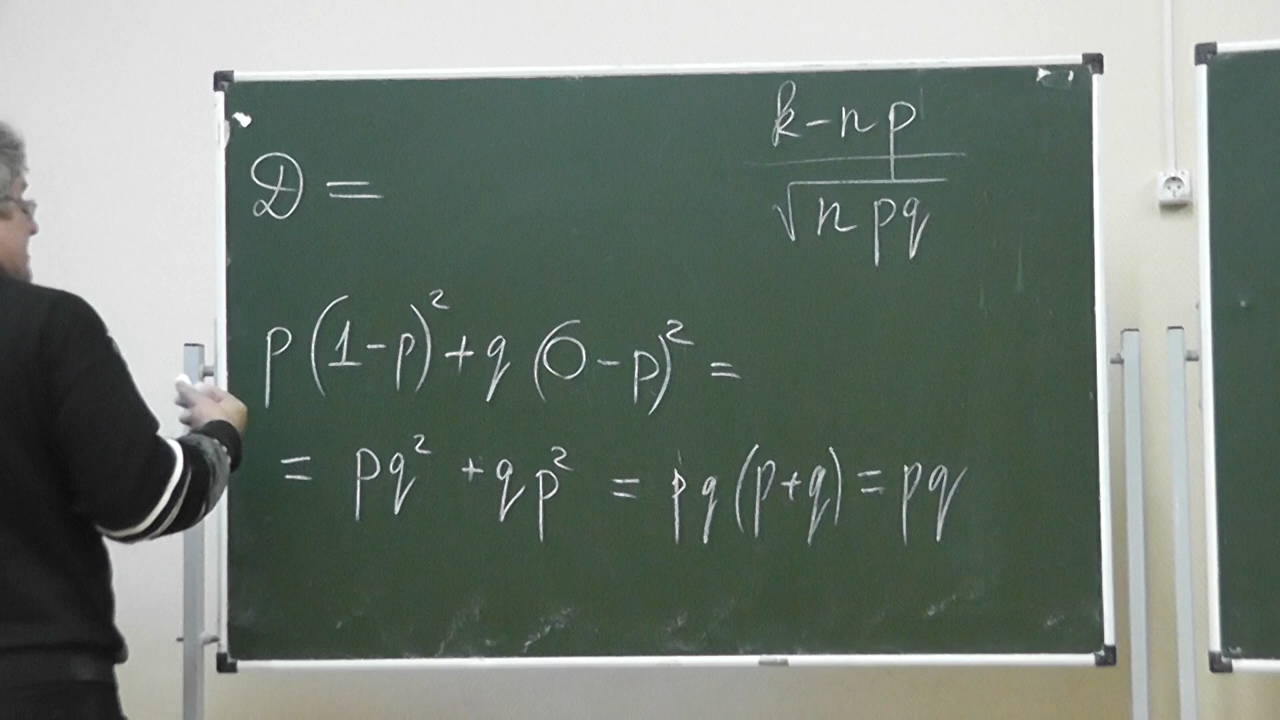 k-np
D =
√npq
p(1-p)²+q(0-p)²=
= pq² +qp² = pq(p+q)=pq